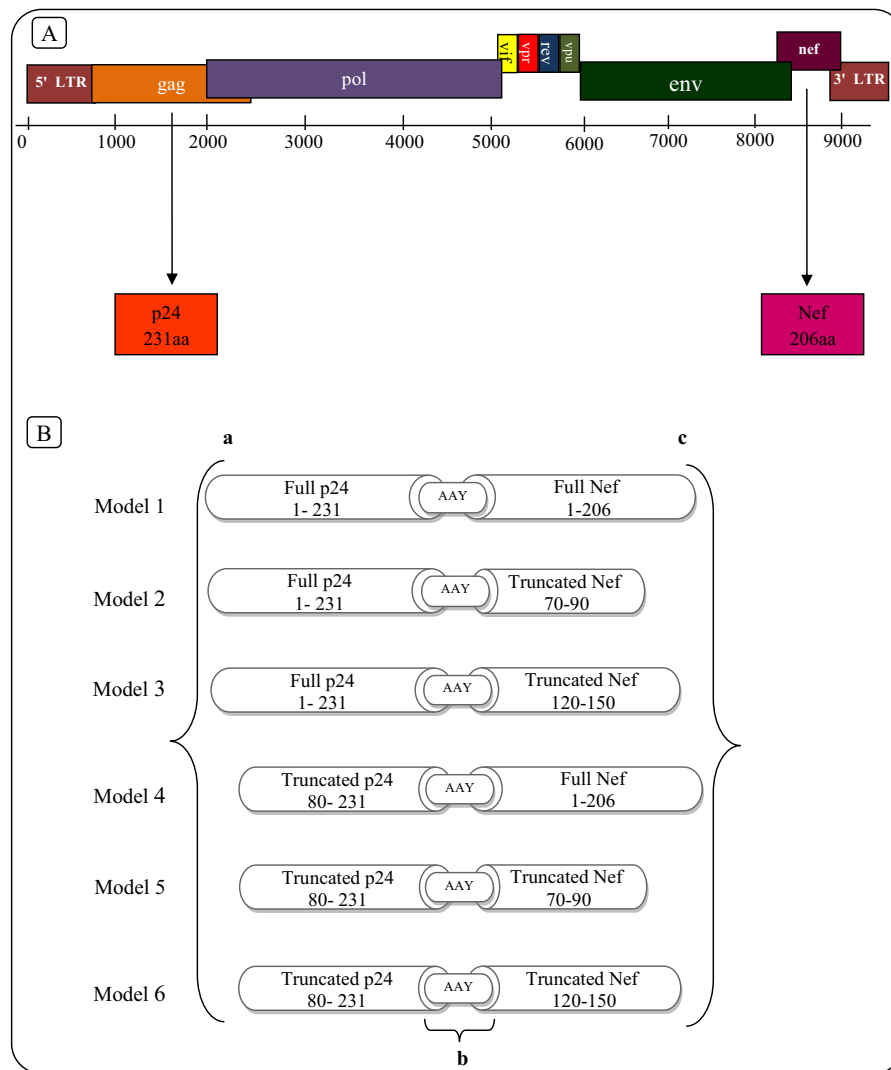 A
5' LTR
gag
pol
vif
vpr
rev
vpu
env
nef
3' LTR
0 1000 2000 3000 4000 5000 6000 7000 8000 9000
p24
231aa
Nef
206aa
B
a
c
Model 1
Full p24
1- 231
AAY
Full Nef
1-206
Model 2
Full p24
1- 231
AAY
Truncated Nef
70-90
Model 3
Full p24
1- 231
AAY
Truncated Nef
120-150
Model 4
Truncated p24
80- 231
AAY
Full Nef
1-206
Model 5
Truncated p24
80- 231
AAY
Truncated Nef
70-90
Model 6
Truncated p24
80- 231
AAY
Truncated Nef
120-150
b